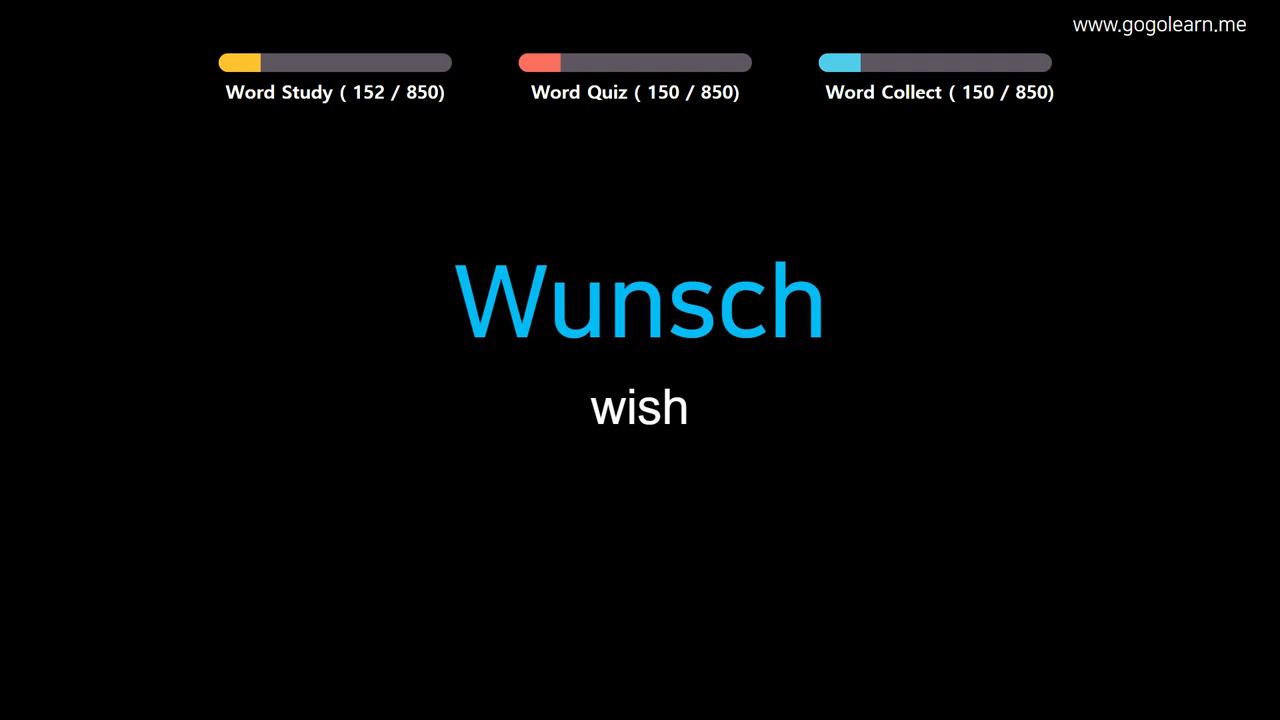 www.gogolearn.me
Word Study ( 152 / 850)
Word Quiz ( 150 / 850)
Word Collect ( 150 / 850)
Wunsch
wish